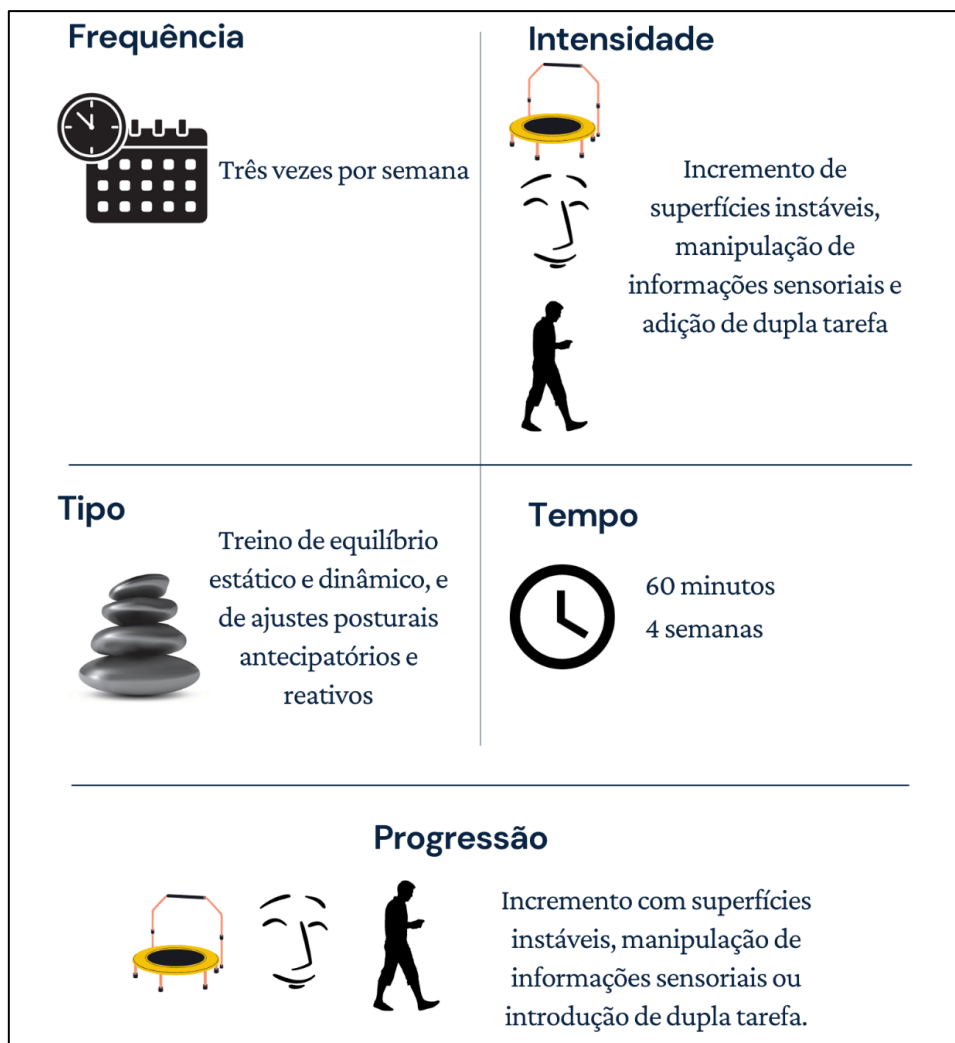 Frequência
Três vezes por semana
Intensidade
Incremento de
superfícies instáveis,
manipulação de
informações sensoriais e
adição de dupla tarefa
Tipo
Treino de equilíbrio
estático e dinâmico, e
de ajustes posturais
antecipatórios e
reativos
Tempo
60 minutos
4 semanas
Progressão
Incremento com superfícies
instáveis, manipulação de
informações sensoriais ou
introdução de dupla tarefa.